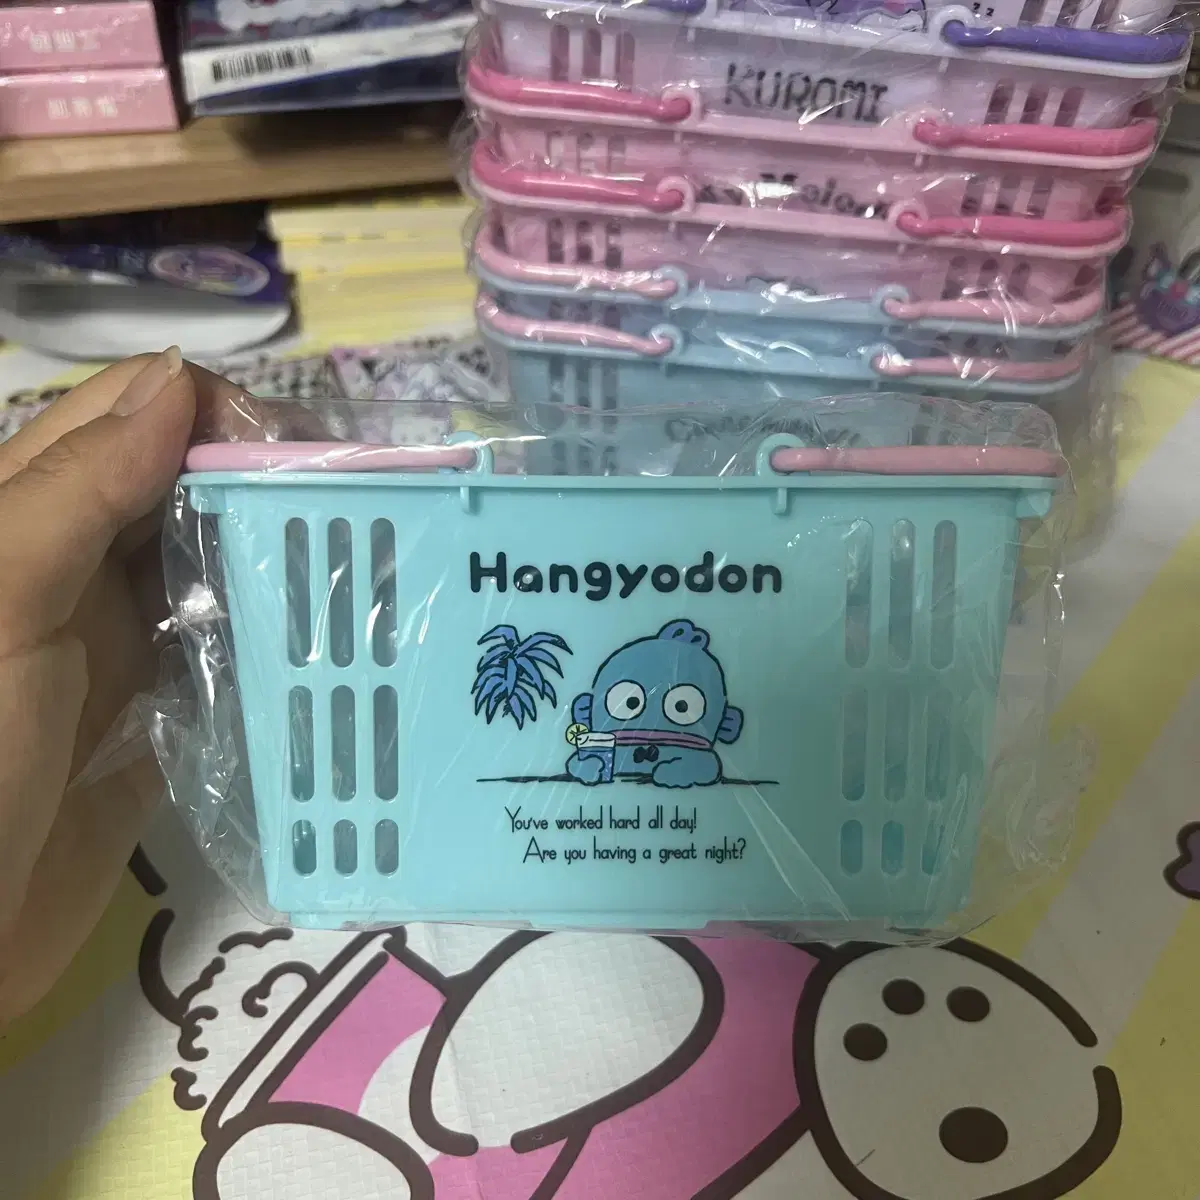 KUROMI
Hangyodon
You've worked hard all day!
Are you having a great night?